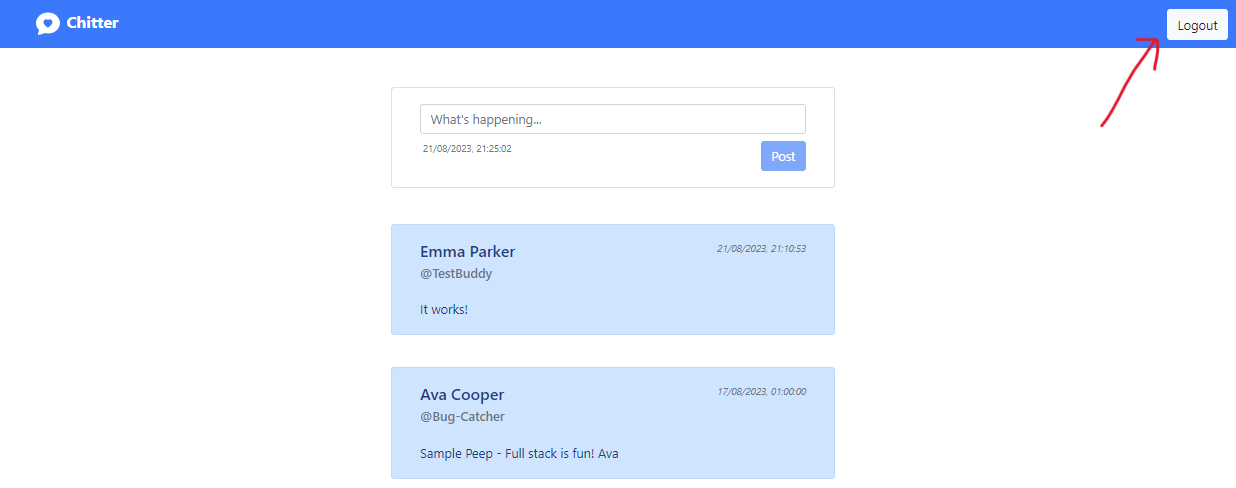 Chitter
Logout
What's happening...
21/08/2023, 21:25:02
Post
Emma Parker
21/08/2023, 21:10:53
@TestBuddy
It works!
Ava Cooper
17/08/2023, 01:00:00
@Bug-Catcher
Sample Peep - Full stack is fun! Ava